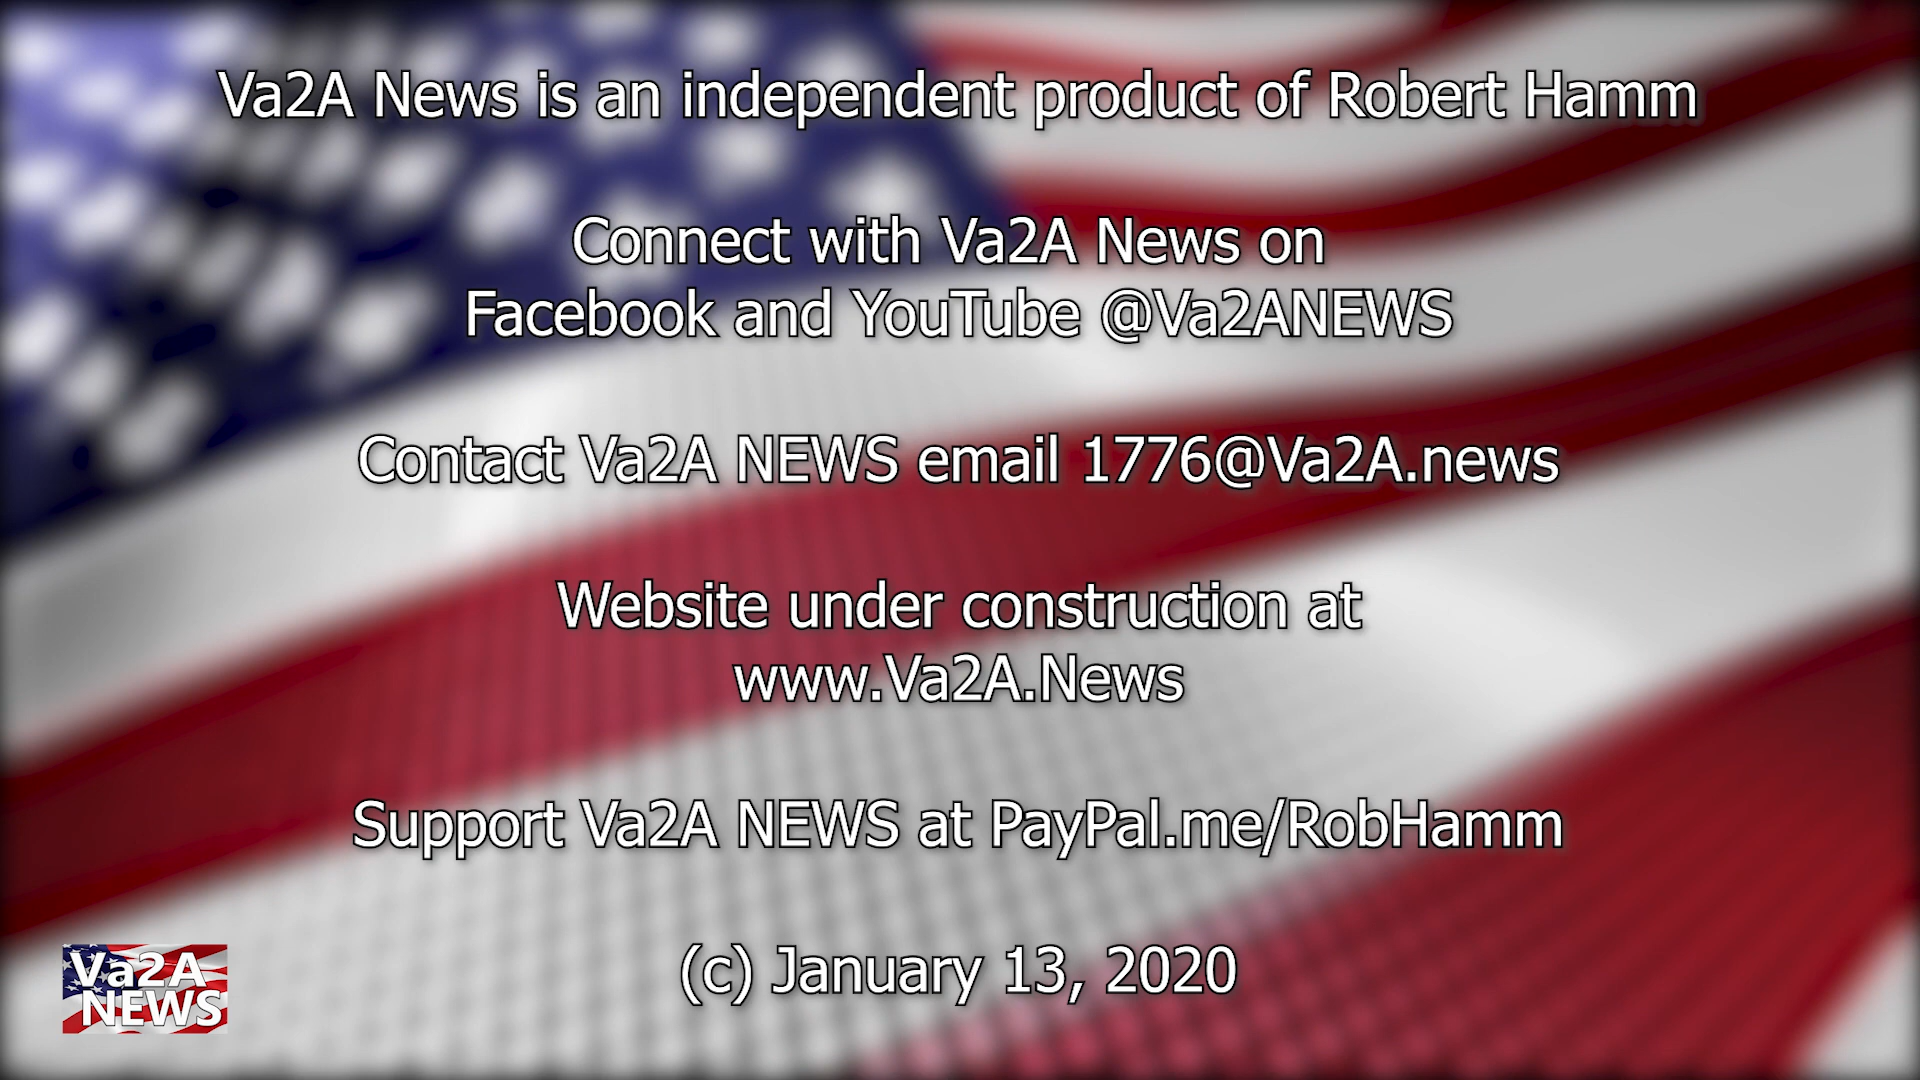 Va2A News is an independent product of Robert Hamm
Connect with Va2A News on
Facebook and YouTube @Va2ANEWS
Contact Va2A NEWS email 1776@Va2A.news
Website under construction at
www.Va2A.News
Support Va2A NEWS at PayPal.me/RobHamm
(c) January 13, 2020
Va2A
NEWS